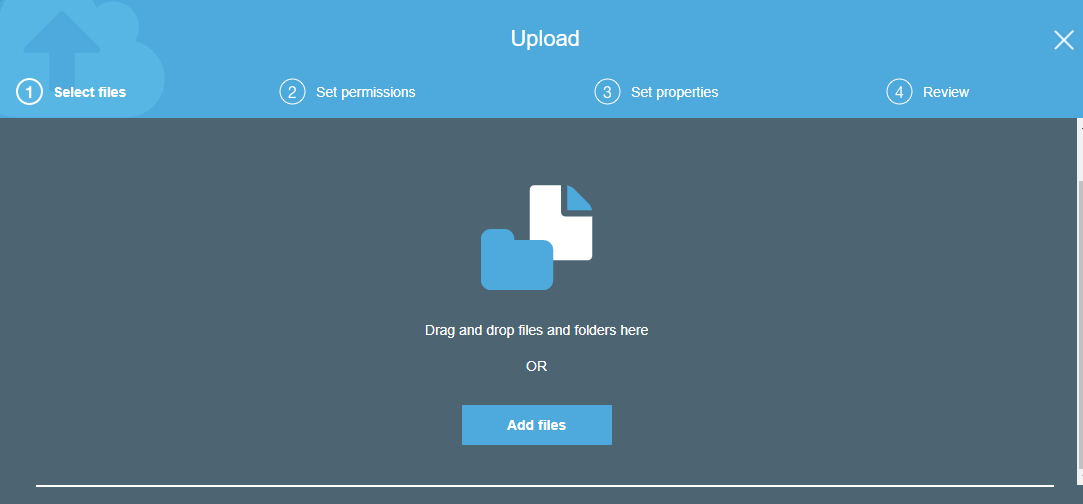 Upload
1 Select files
2 Set permissions
3 Set properties
4 Review
Drag and drop files and folders here
OR
Add files